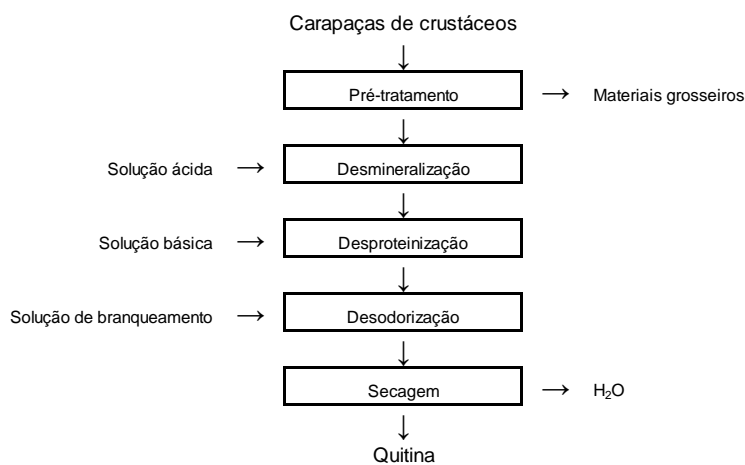 Carapaças de crustáceos
Pré-tratamento → Materiais grosseiros
Solução ácida → Desmineralização
Solução básica → Desproteinização
Solução de branqueamento → Desodorização
Secagem → H₂O
Quitina